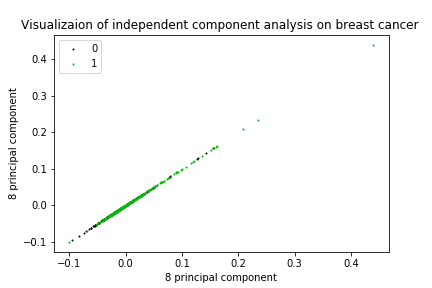 Visualizaion of independent component analysis on breast cancer
0
1
8 principal component
0.4
0.3
0.2
0.1
0.0
−0.1
−0.1 0.0 0.1 0.2 0.3 0.4
8 principal component